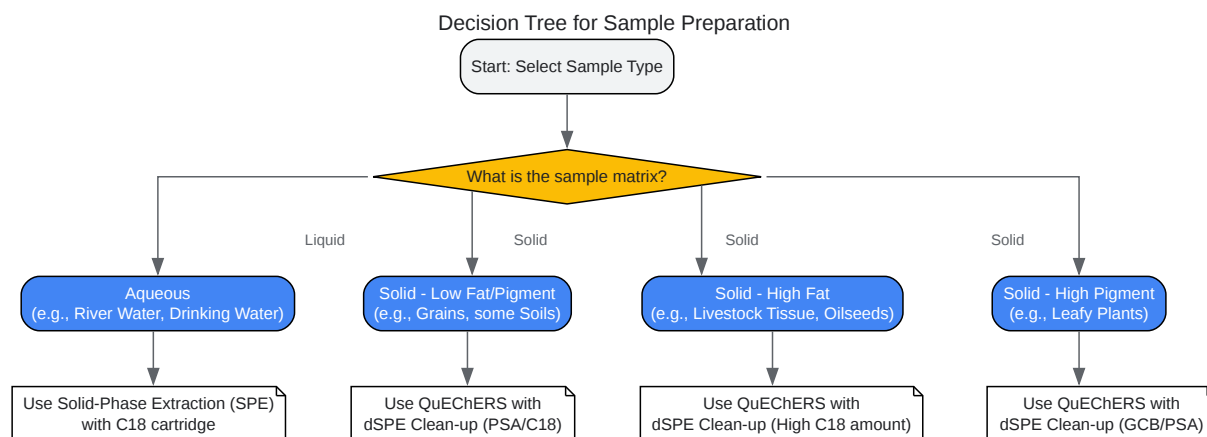 Decision Tree for Sample Preparation
Start: Select Sample Type
What is the sample matrix?
Liquid
Solid
Solid
Solid
Aqueous
(e.g., River Water, Drinking Water)
Solid - Low Fat/Pigment
(e.g., Grains, some Soils)
Solid - High Fat
(e.g., Livestock Tissue, Oilseeds)
Solid - High Pigment
(e.g., Leafy Plants)
Use Solid-Phase Extraction (SPE)
with C18 cartridge
Use QuEChERS with
dSPE Clean-up (PSA/C18)
Use QuEChERS with
dSPE Clean-up (High C18 amount)
Use QuEChERS with
dSPE Clean-up (GCB/PSA)